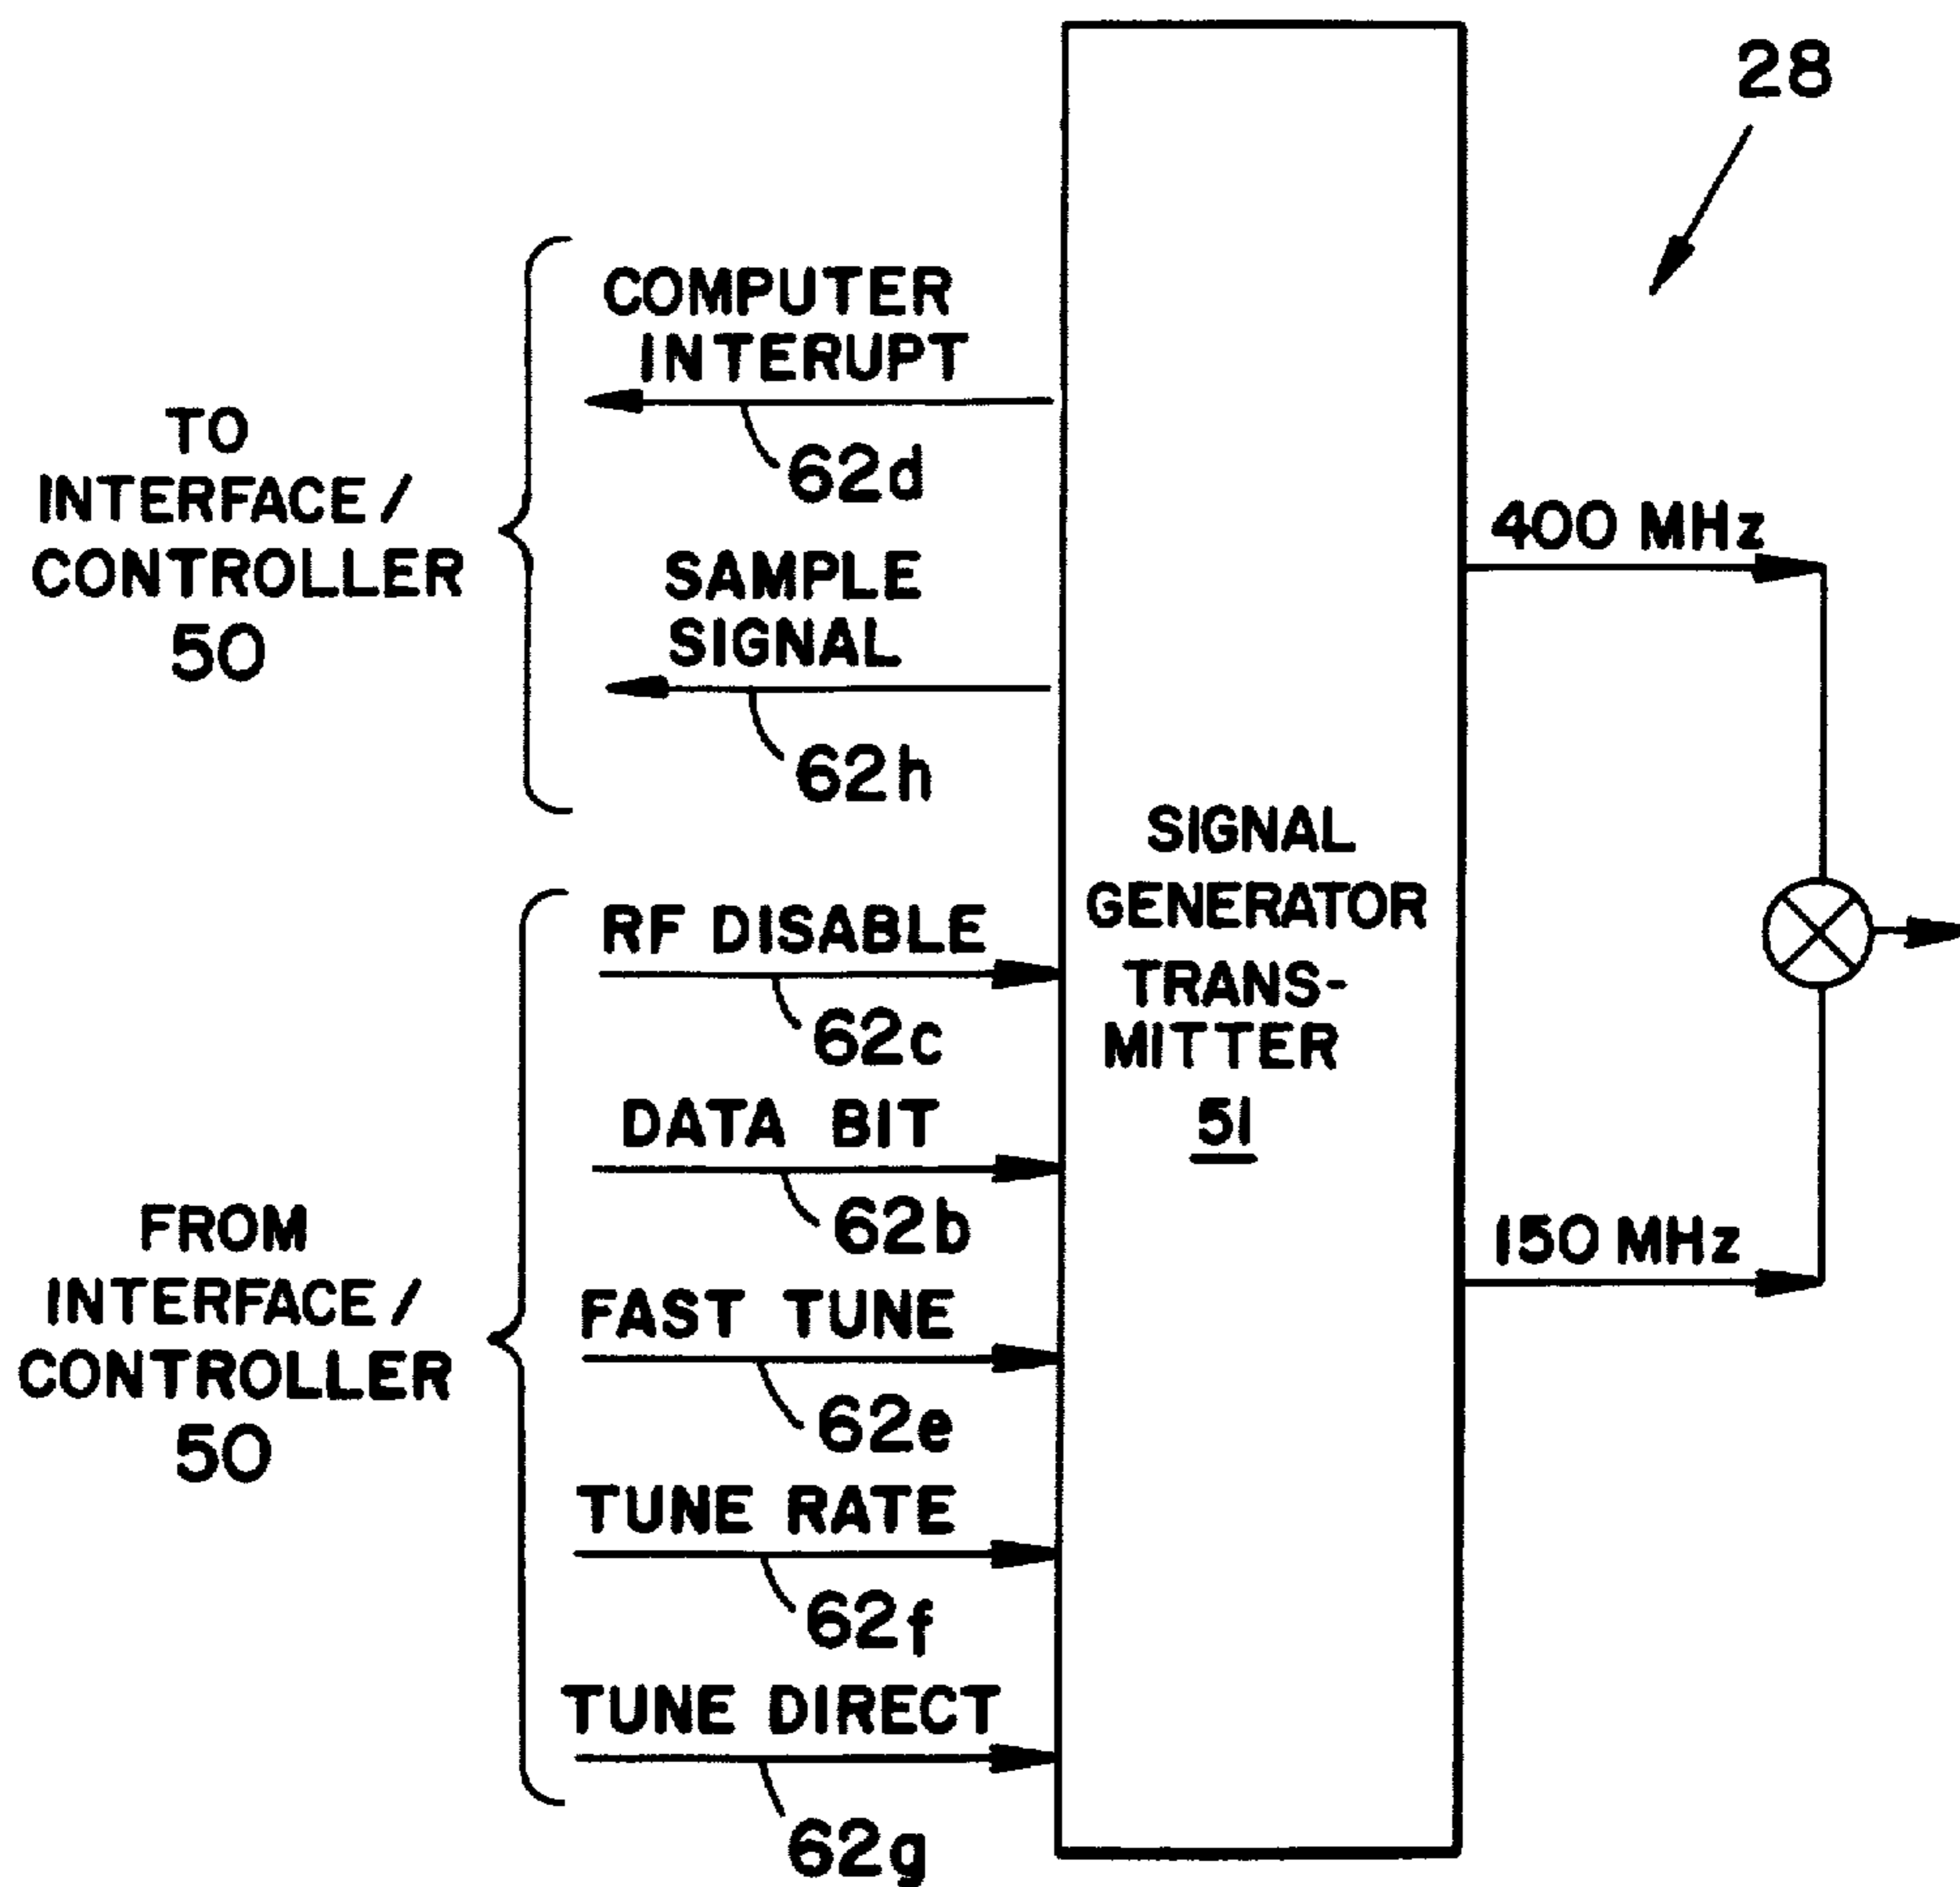 28
COMPUTER
INTERUPT
62d
TO
INTERFACE/
CONTROLLER
50
SAMPLE
SIGNAL
62h
400 MHz
SIGNAL
GENERATOR
TRANS-
MITTER
51
RF DISABLE
62c
DATA BIT
62b
FROM
INTERFACE/
CONTROLLER
50
FAST TUNE
62e
TUNE RATE
62f
TUNE DIRECT
62g
150 MHz